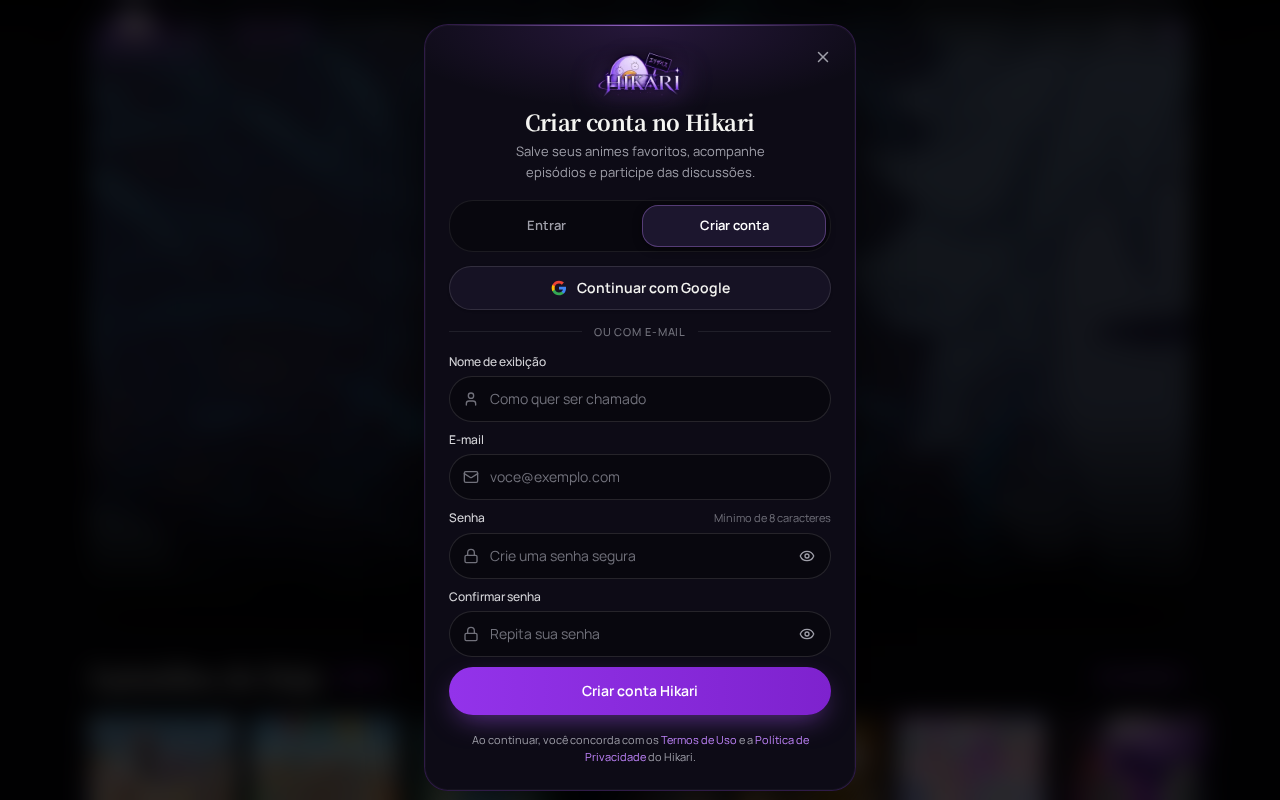 HIKARI
Criar conta no Hikari
Salve seus animes favoritos, acompanhe
episódios e participe das discussões.
Entrar
Criar conta
Continuar com Google
OU COM E-MAIL
Nome de exibição
Como quer ser chamado
E-mail
voce@exemplo.com
Senha
Mínimo de 8 caracteres
Crie uma senha segura
Confirmar senha
Repita sua senha
Criar conta Hikari
Ao continuar, você concorda com os Termos de Uso e a Política de
Privacidade do Hikari.